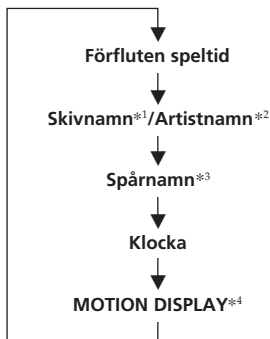 Förfluten speltid
Skivnamn*1/Artistnamn*2
Spårnamn*3
Klocka
MOTION DISPLAY*4